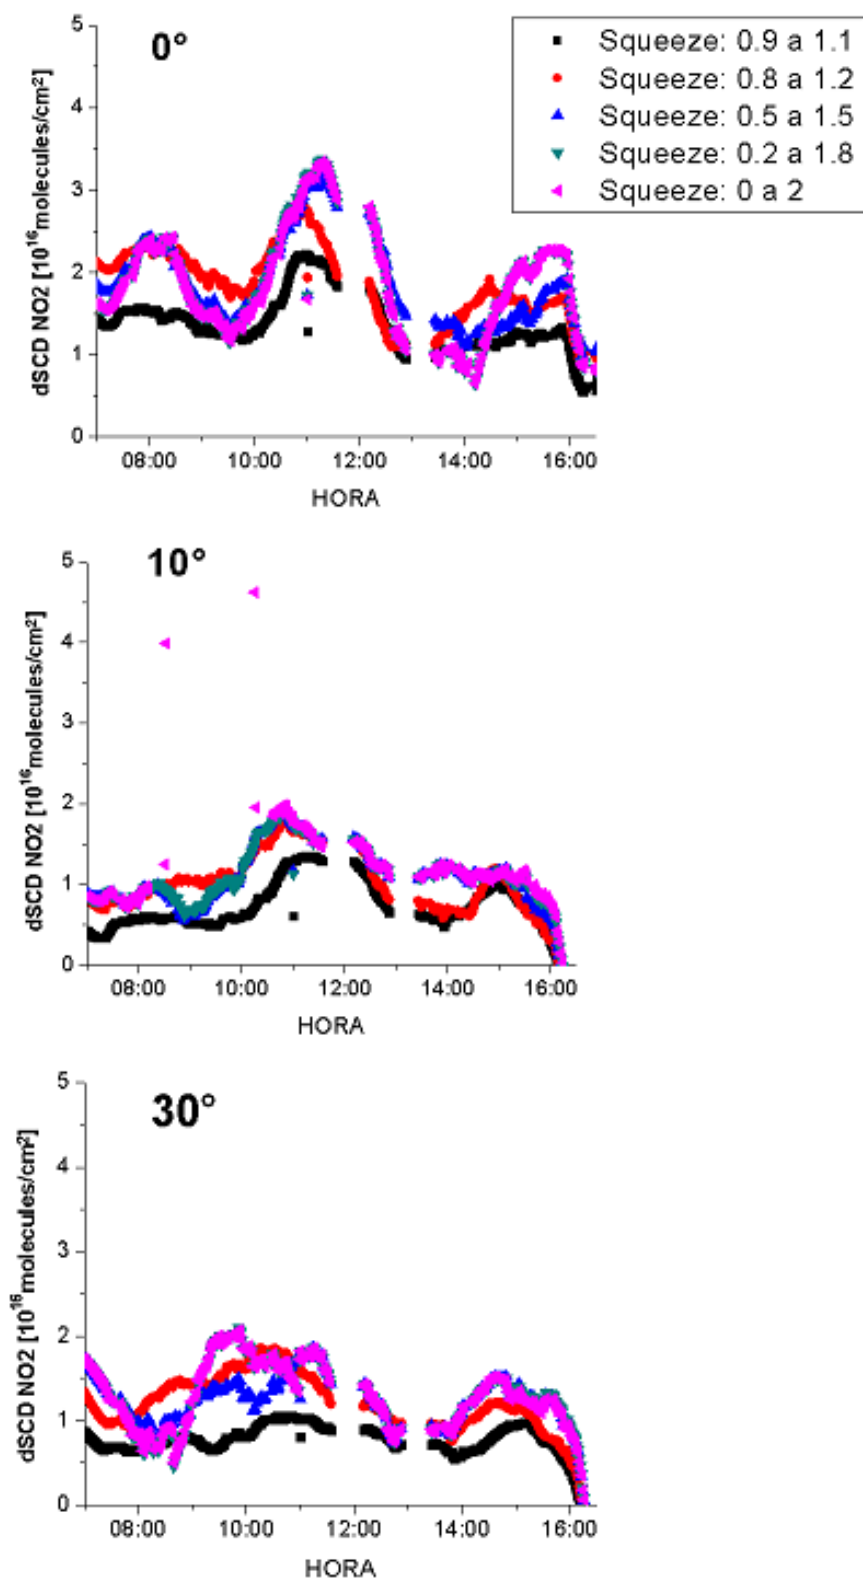 0°
Squeeze: 0.9 a 1.1
Squeeze: 0.8 a 1.2
Squeeze: 0.5 a 1.5
Squeeze: 0.2 a 1.8
Squeeze: 0 a 2
dSCD NO2 [10¹⁶molecules/cm²]
5
4
3
2
1
0
08:00 10:00 12:00 14:00 16:00
HORA
10°
dSCD NO2 [10¹⁶molecules/cm²]
5
4
3
2
1
0
08:00 10:00 12:00 14:00 16:00
HORA
30°
dSCD NO2 [10¹⁶molecules/cm²]
5
4
3
2
1
0
08:00 10:00 12:00 14:00 16:00
HORA